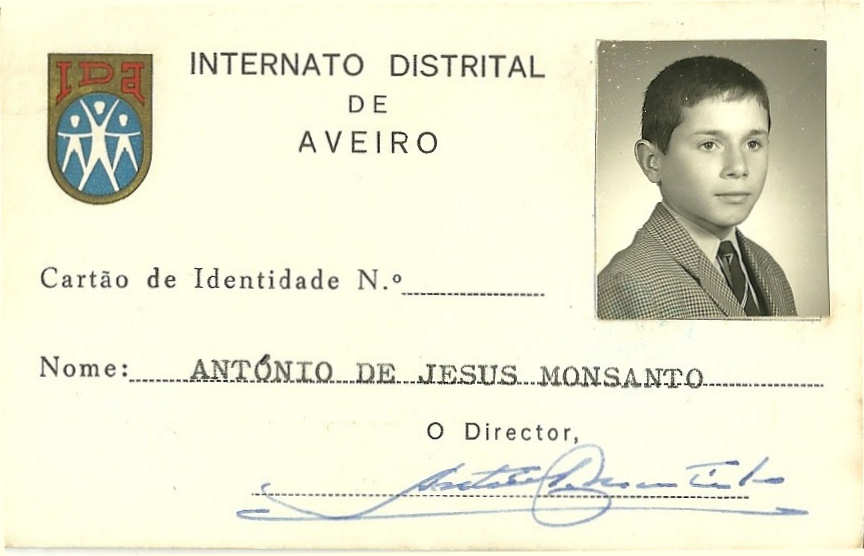 IDA
INTERNATO DISTRITAL
DE
AVEIRO
Cartão de Identidade N.º
Nome: ANTÓNIO DE JESUS MONSANTO
O Director,